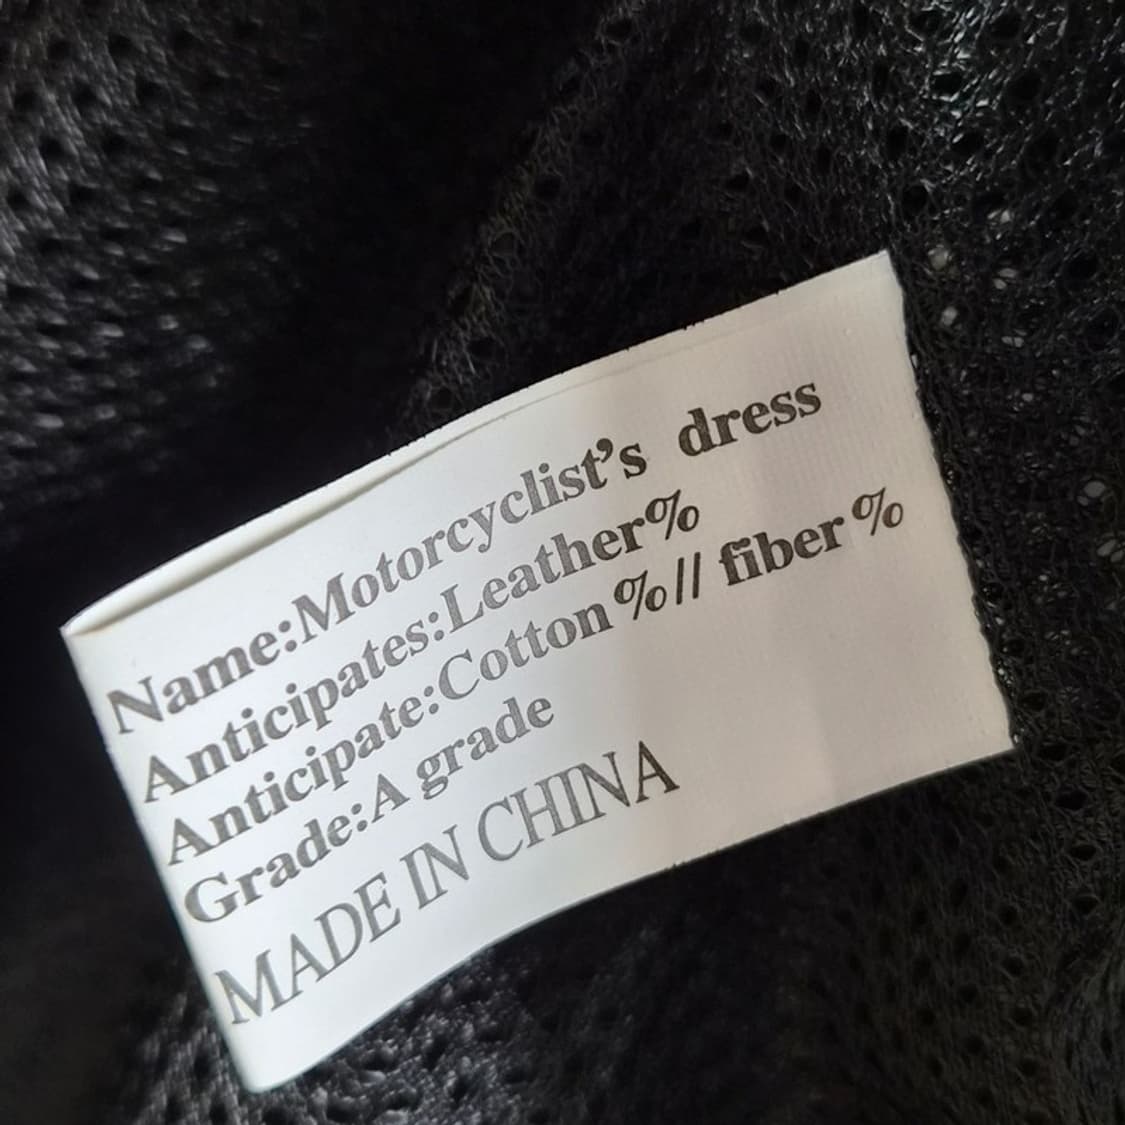 Name:Motorcyclist’s dress
Anticipates:Leather%
Anticipate:Cotton%// fiber%
Grade:A grade
MADE IN CHINA